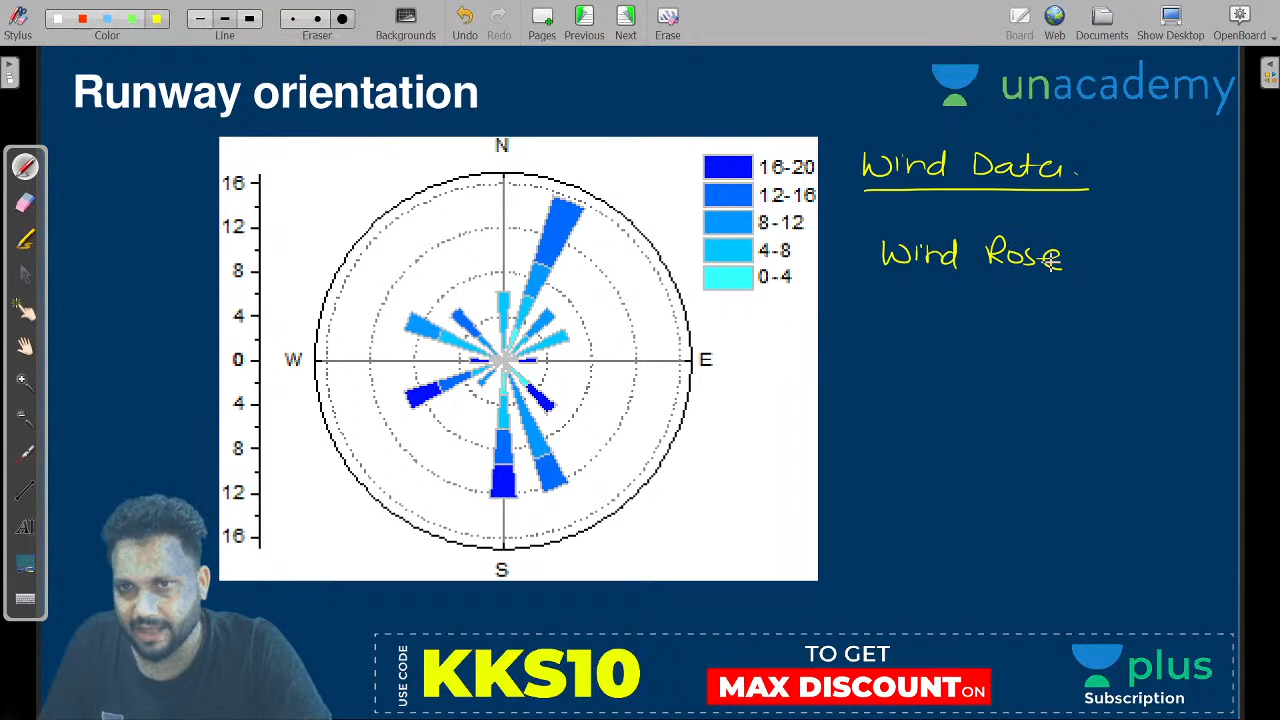 Stylus
Color
Line
Eraser
Backgrounds
Undo
Redo
Pages
Previous
Next
Erase
Board
Web
Documents
Show Desktop
OpenBoard
Runway orientation
unacademy
N
16
12
8
4
0
4
8
12
16
W
E
S
16-20
12-16
8-12
4-8
0-4
Wind Data.
Wind Rose
AI
USE CODE
KKS10
TO GET
MAX DISCOUNT ON
plus
Subscription